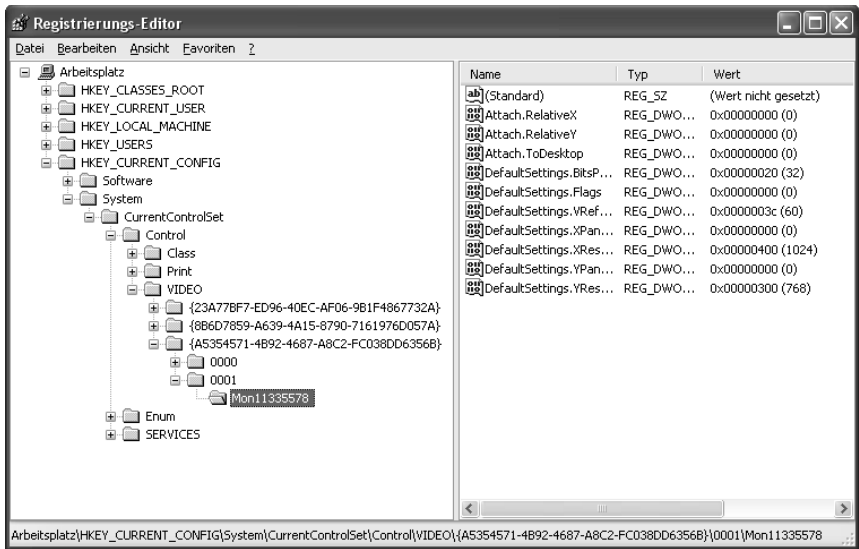 Registrierungs-Editor
Datei Bearbeiten Ansicht Favoriten ?
Arbeitsplatz
HKEY_CLASSES_ROOT
HKEY_CURRENT_USER
HKEY_LOCAL_MACHINE
HKEY_USERS
HKEY_CURRENT_CONFIG
Software
System
CurrentControlSet
Control
Class
Print
VIDEO
{23A77BF7-ED96-40EC-AF06-9B1F4867732A}
{8B6D7859-A639-4A15-8790-7161976D057A}
{A5354571-4B92-4687-A8C2-FC038DD6356B}
0000
0001
Mon11335578
Enum
SERVICES
Name Typ Wert
(Standard) REG_SZ (Wert nicht gesetzt)
Attach.RelativeX REG_DWO... 0x00000000 (0)
Attach.RelativeY REG_DWO... 0x00000000 (0)
Attach.ToDesktop REG_DWO... 0x00000000 (0)
DefaultSettings.BitsP... REG_DWO... 0x00000020 (32)
DefaultSettings.Flags REG_DWO... 0x00000000 (0)
DefaultSettings.VRef... REG_DWO... 0x0000003c (60)
DefaultSettings.XPan... REG_DWO... 0x00000000 (0)
DefaultSettings.XRes... REG_DWO... 0x00000400 (1024)
DefaultSettings.YPan... REG_DWO... 0x00000000 (0)
DefaultSettings.YRes... REG_DWO... 0x00000300 (768)
Arbeitsplatz\HKEY_CURRENT_CONFIG\System\CurrentControlSet\Control\VIDEO\{A5354571-4B92-4687-A8C2-FC038DD6356B}\0001\Mon11335578